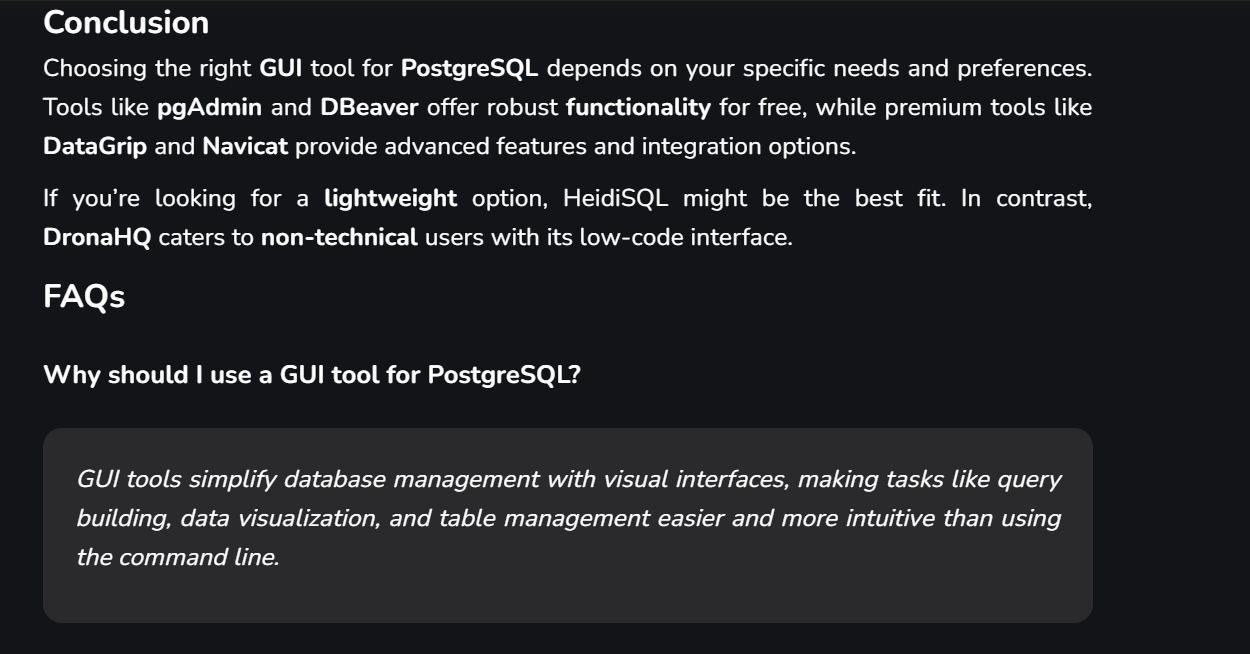 Conclusion
Choosing the right GUI tool for PostgreSQL depends on your specific needs and preferences.
Tools like pgAdmin and DBeaver offer robust functionality for free, while premium tools like
DataGrip and Navicat provide advanced features and integration options.
If you’re looking for a lightweight option, HeidiSQL might be the best fit. In contrast,
DronaHQ caters to non-technical users with its low-code interface.
FAQs
Why should I use a GUI tool for PostgreSQL?
GUI tools simplify database management with visual interfaces, making tasks like query
building, data visualization, and table management easier and more intuitive than using
the command line.